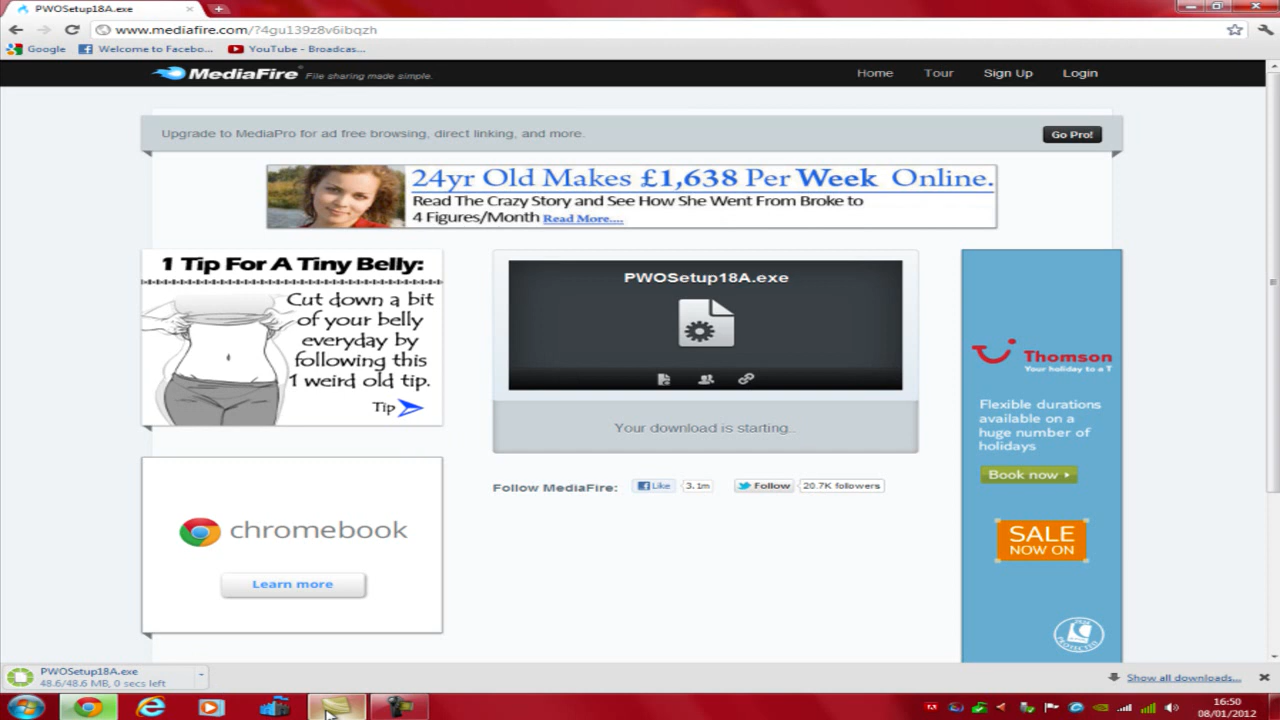 PWOSetup18A.exe
www.mediafire.com/?4gu139z8v6ibqzh
Google
Welcome to Facebo...
YouTube - Broadcas...
MediaFire File sharing made simple.
Home
Tour
Sign Up
Login
Upgrade to MediaPro for ad free browsing, direct linking, and more.
Go Pro!
24yr Old Makes £1,638 Per Week Online.
Read The Crazy Story and See How She Went From Broke to
4 Figures/Month Read More....
1 Tip For A Tiny Belly:
Cut down a bit
of your belly
everyday by
following this
1 weird old tip.
Tip
PWOSetup18A.exe
Your download is starting..
Follow MediaFire:
Like
3.1m
Follow
20.7K followers
chromebook
Learn more
Thomson
Your holiday to a T
Flexible durations
available on a
huge number of
holidays
Book now
SALE
NOW ON
PWOSetup18A.exe
48.6/48.6 MB, 0 secs left
Show all downloads...
16:50
08/01/2012